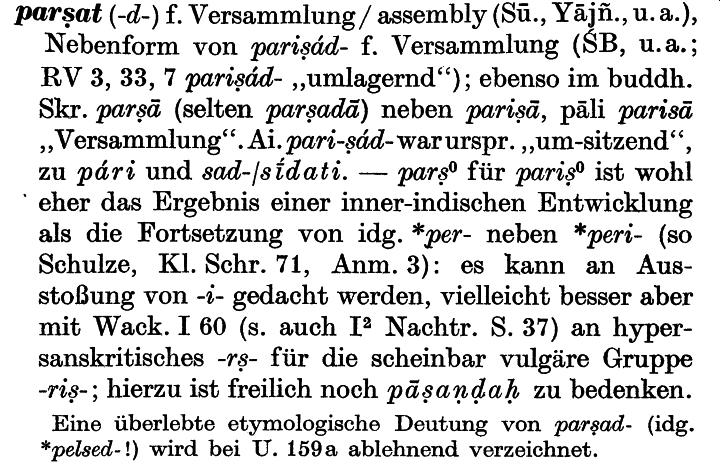 parṣat (-d-) f. Versammlung / assembly (Sū., Yājñ., u. a.),
Nebenform von pariṣád- f. Versammlung (ŚB, u. a.;
RV 3, 33, 7 pariṣád- „umlagernd“); ebenso im buddh.
Skr. parṣā (selten parṣadā) neben pariṣā, pāli parisā
„Versammlung“. Ai. pari-ṣád- war urspr. „um-sitzend“,
zu pári und sad-/sī́dati. — parṣ⁰ für pariṣ⁰ ist wohl
eher das Ergebnis einer inner-indischen Entwicklung
als die Fortsetzung von idg. *per- neben *peri- (so
Schulze, Kl. Schr. 71, Anm. 3): es kann an Aus-
stoßung von -i- gedacht werden, vielleicht besser aber
mit Wack. I 60 (s. auch I² Nachtr. S. 37) an hyper-
sanskritisches -rṣ- für die scheinbar vulgäre Gruppe
-riṣ-; hierzu ist freilich noch pāṣaṇḍaḥ zu bedenken.
Eine überlebte etymologische Deutung von parṣad- (idg.
*pelsed-!) wird bei U. 159a ablehnend verzeichnet.